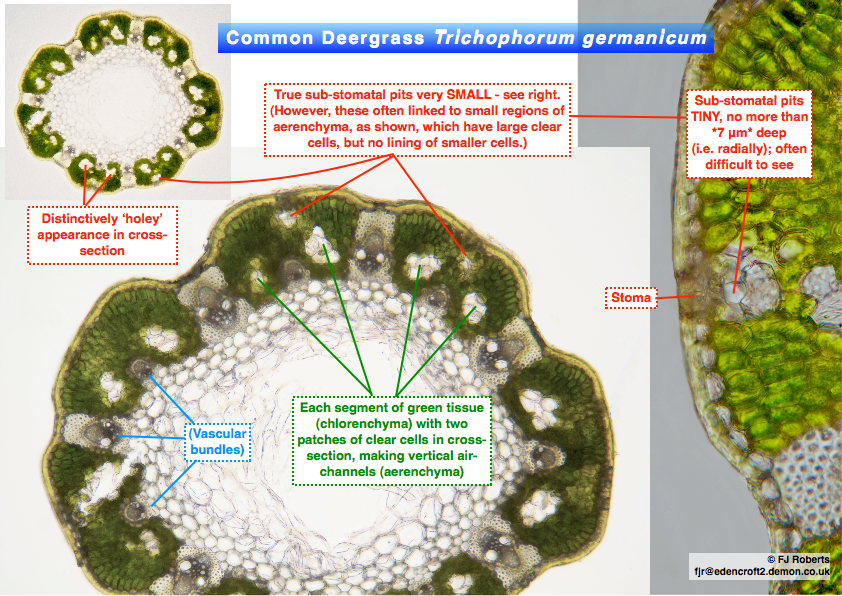 Common Deergrass Trichophorum germanicum
True sub-stomatal pits very SMALL - see right.
(However, these often linked to small regions of
aerenchyma, as shown, which have large clear
cells, but no lining of smaller cells.)
Sub-stomatal pits
TINY, no more than
*7 µm* deep
(i.e. radially); often
difficult to see
Distinctively ‘holey’
appearance in cross-
section
Stoma
Each segment of green tissue
(chlorenchyma) with two
patches of clear cells in cross-
section, making vertical air-
channels (aerenchyma)
(Vascular
bundles)
© FJ Roberts
fjr@edencroft2.demon.co.uk